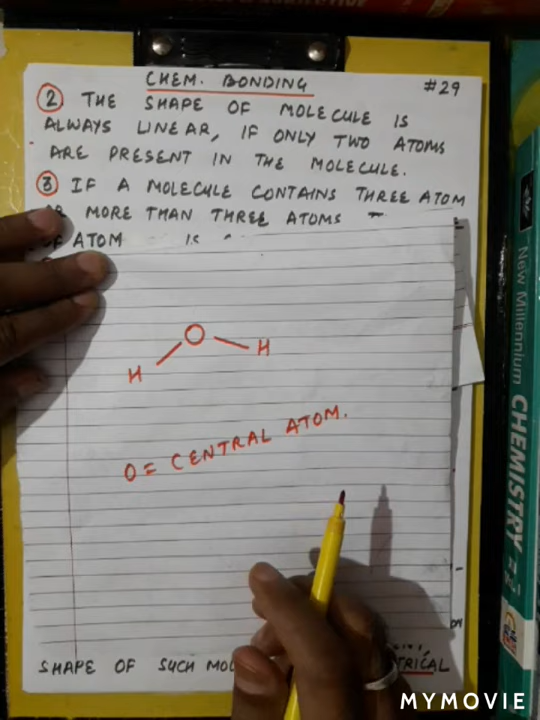 CHEM. BONDING
#29
② THE SHAPE OF MOLECULE IS
ALWAYS LINEAR, IF ONLY TWO ATOMS
ARE PRESENT IN THE MOLECULE.
③ IF A MOLECULE CONTAINS THREE ATOM
MORE THAN THREE ATOMS
OF ATOM IS
O
H H
O = CENTRAL ATOM.
SHAPE OF SUCH
New Millennium CHEMISTRY
MYMOVIE